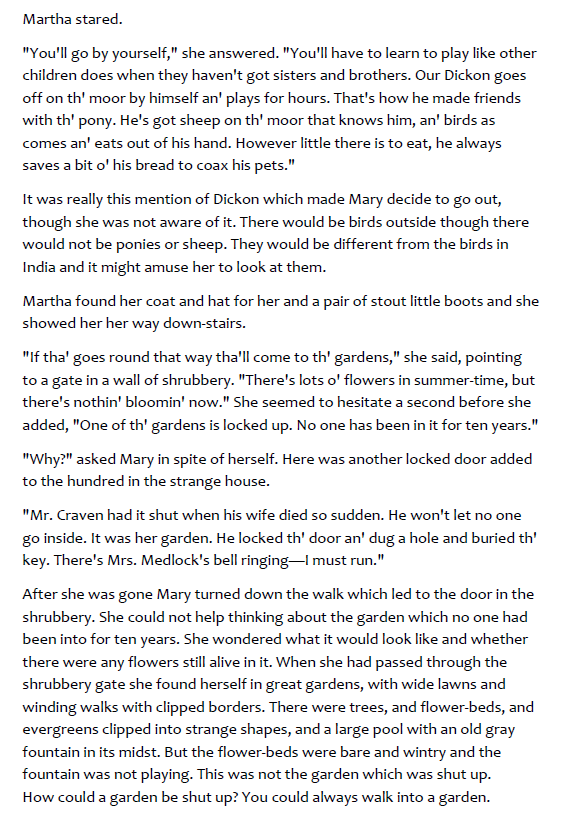 Martha stared.
"You'll go by yourself," she answered. "You'll have to learn to play like other
children does when they haven't got sisters and brothers. Our Dickon goes
off on th' moor by himself an' plays for hours. That's how he made friends
with th' pony. He's got sheep on th' moor that knows him, an' birds as
comes an' eats out of his hand. However little there is to eat, he always
saves a bit o' his bread to coax his pets."
It was really this mention of Dickon which made Mary decide to go out,
though she was not aware of it. There would be birds outside though there
would not be ponies or sheep. They would be different from the birds in
India and it might amuse her to look at them.
Martha found her coat and hat for her and a pair of stout little boots and she
showed her her way down-stairs.
"If tha' goes round that way tha'll come to th' gardens," she said, pointing
to a gate in a wall of shrubbery. "There's lots o' flowers in summer-time, but
there's nothin' bloomin' now." She seemed to hesitate a second before she
added, "One of th' gardens is locked up. No one has been in it for ten years."
"Why?" asked Mary in spite of herself. Here was another locked door added
to the hundred in the strange house.
"Mr. Craven had it shut when his wife died so sudden. He won't let no one
go inside. It was her garden. He locked th' door an' dug a hole and buried th'
key. There's Mrs. Medlock's bell ringing—I must run."
After she was gone Mary turned down the walk which led to the door in the
shrubbery. She could not help thinking about the garden which no one had
been into for ten years. She wondered what it would look like and whether
there were any flowers still alive in it. When she had passed through the
shrubbery gate she found herself in great gardens, with wide lawns and
winding walks with clipped borders. There were trees, and flower-beds, and
evergreens clipped into strange shapes, and a large pool with an old gray
fountain in its midst. But the flower-beds were bare and wintry and the
fountain was not playing. This was not the garden which was shut up.
How could a garden be shut up? You could always walk into a garden.